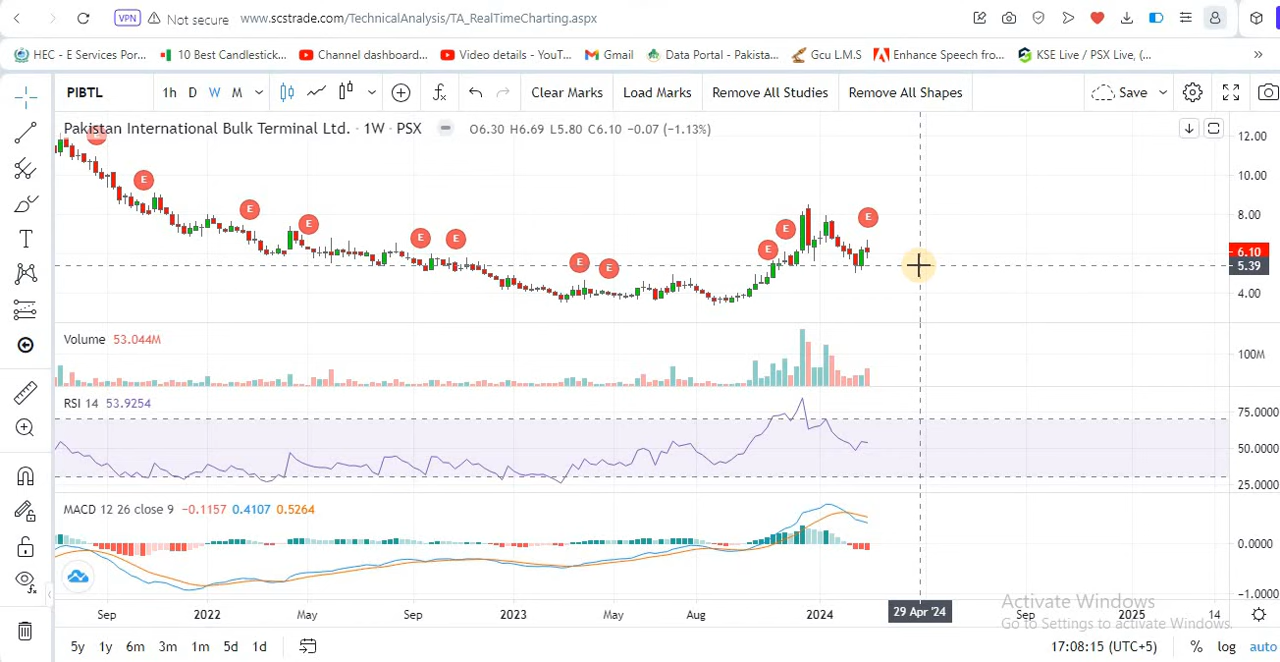 VPN Not secure www.scstrade.com/TechnicalAnalysis/TA_RealTimeCharting.aspx
HEC - E Services Por... 10 Best Candlestick... Channel dashboard... Video details - YouT... Gmail Data Portal - Pakista... Gcu L.M.S Enhance Speech fro... KSE Live / PSX Live, (... »
PIBTL 1h D W M Clear Marks Load Marks Remove All Studies Remove All Shapes Save
Pakistan International Bulk Terminal Ltd. · 1W · PSX O6.30 H6.69 L5.80 C6.10 −0.07 (−1.13%)
12.00
E
10.00
E
E E E E E E E E E
8.00
6.10
5.39
4.00
Volume 53.044M
100M
RSI 14 53.9254
75.0000
50.0000
25.0000
MACD 12 26 close 9 −0.1157 0.4107 0.5264
0.0000
-1.0000
Sep 2022 May Sep 2023 May Aug 2024 29 Apr '24 Sep 2025 14
Activate Windows
Go to Settings to activate Windows.
5y 1y 6m 3m 1m 5d 1d 17:08:15 (UTC+5) % log auto